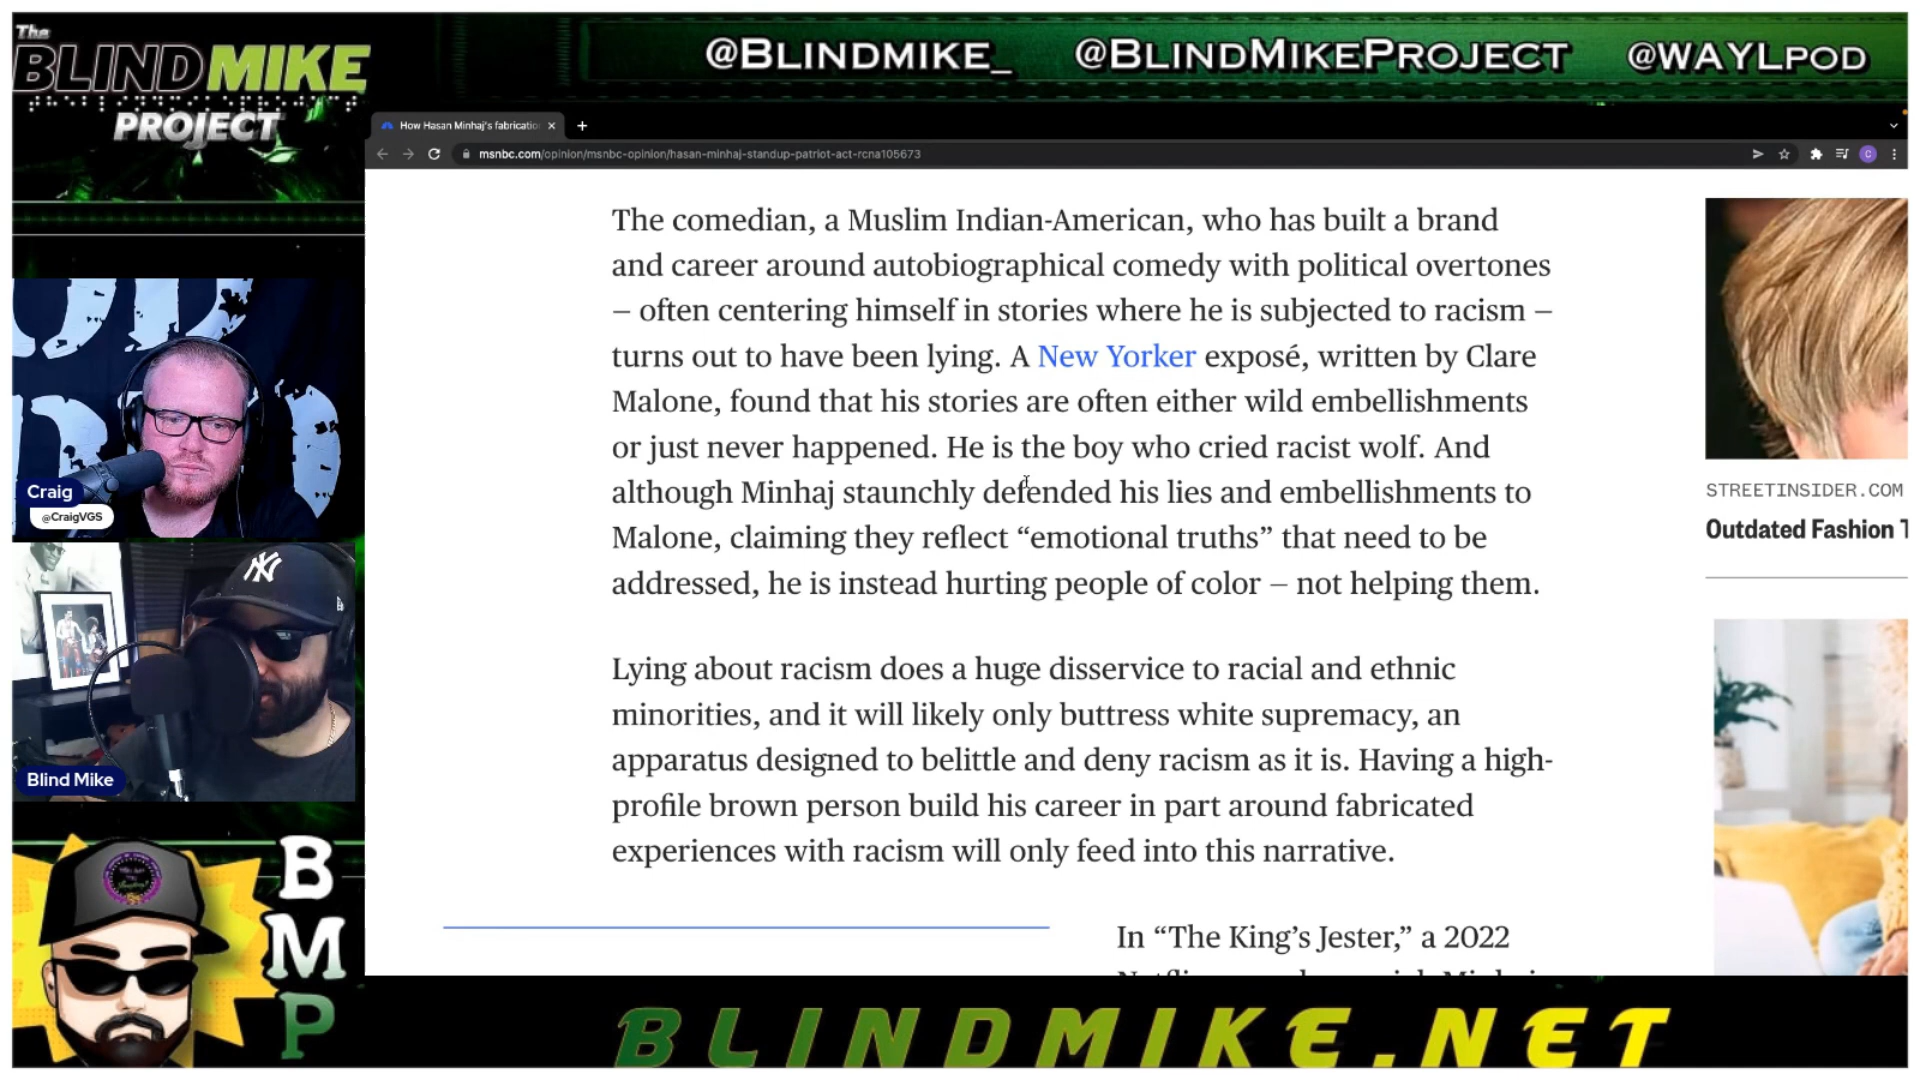 The
BLIND MIKE
PROJECT
@BLINDMIKE_ @BLINDMIKEPROJECT @WAYLPOD
How Hasan Minhaj's fabricatio
msnbc.com/opinion/msnbc-opinion/hasan-minhaj-standup-patriot-act-rcna105673
C
The comedian, a Muslim Indian-American, who has built a brand
and career around autobiographical comedy with political overtones
— often centering himself in stories where he is subjected to racism —
turns out to have been lying. A New Yorker exposé, written by Clare
Malone, found that his stories are often either wild embellishments
or just never happened. He is the boy who cried racist wolf. And
although Minhaj staunchly defended his lies and embellishments to
Malone, claiming they reflect “emotional truths” that need to be
addressed, he is instead hurting people of color — not helping them.
Lying about racism does a huge disservice to racial and ethnic
minorities, and it will likely only buttress white supremacy, an
apparatus designed to belittle and deny racism as it is. Having a high-
profile brown person build his career in part around fabricated
experiences with racism will only feed into this narrative.
In “The King’s Jester,” a 2022
STREETINSIDER.COM
Outdated Fashion T
Craig
@CraigVGS
NY
Blind Mike
B
M
P
BLINDMIKE.NET